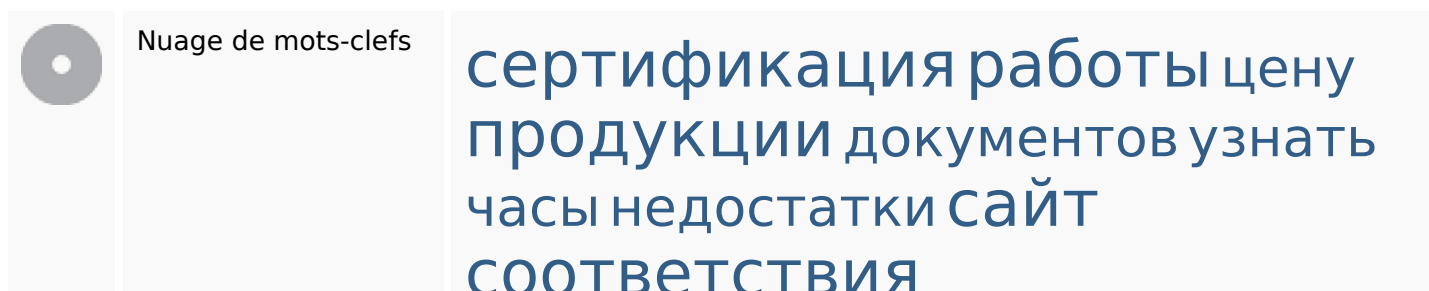 Nuage de mots-clefs
сертификация работы цену
продукции документов узнать
часы недостатки сайт
соответствия